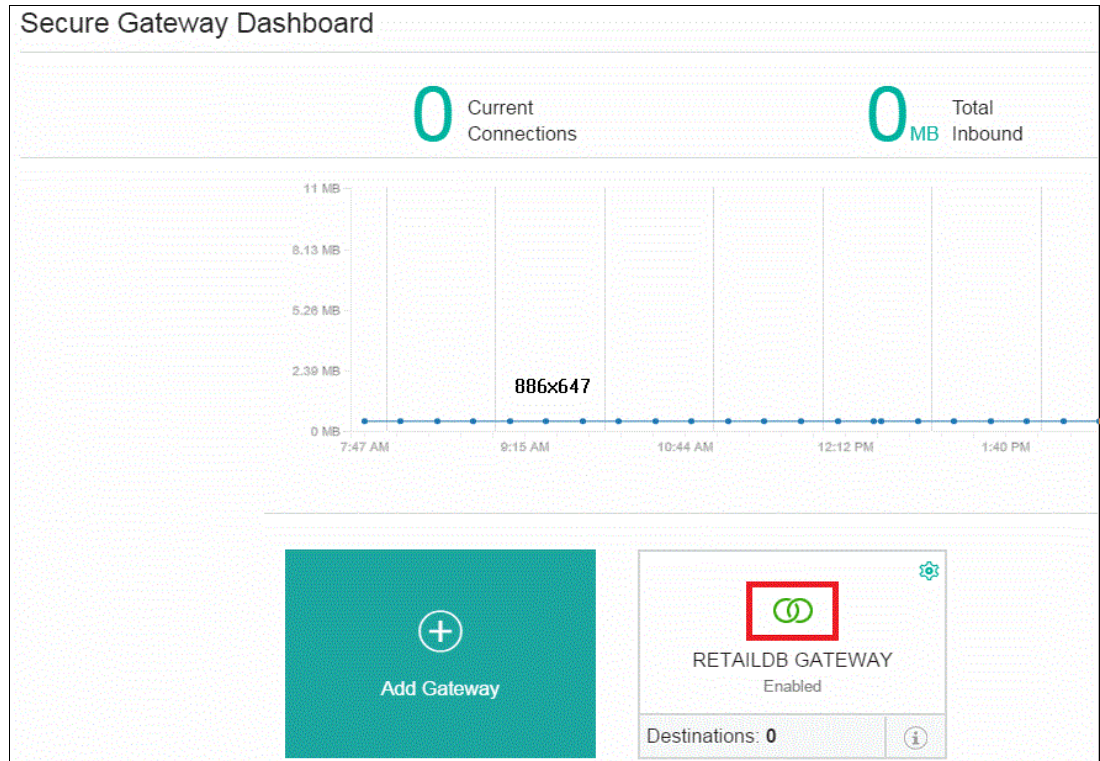 Secure Gateway Dashboard
0 Current Connections
0 MB Total Inbound
11 MB
8.13 MB
5.26 MB
2.39 MB
886x647
0 MB
7:47 AM 9:15 AM 10:44 AM 12:12 PM 1:40 PM
Add Gateway
RETAILDB GATEWAY
Enabled
Destinations: 0
i